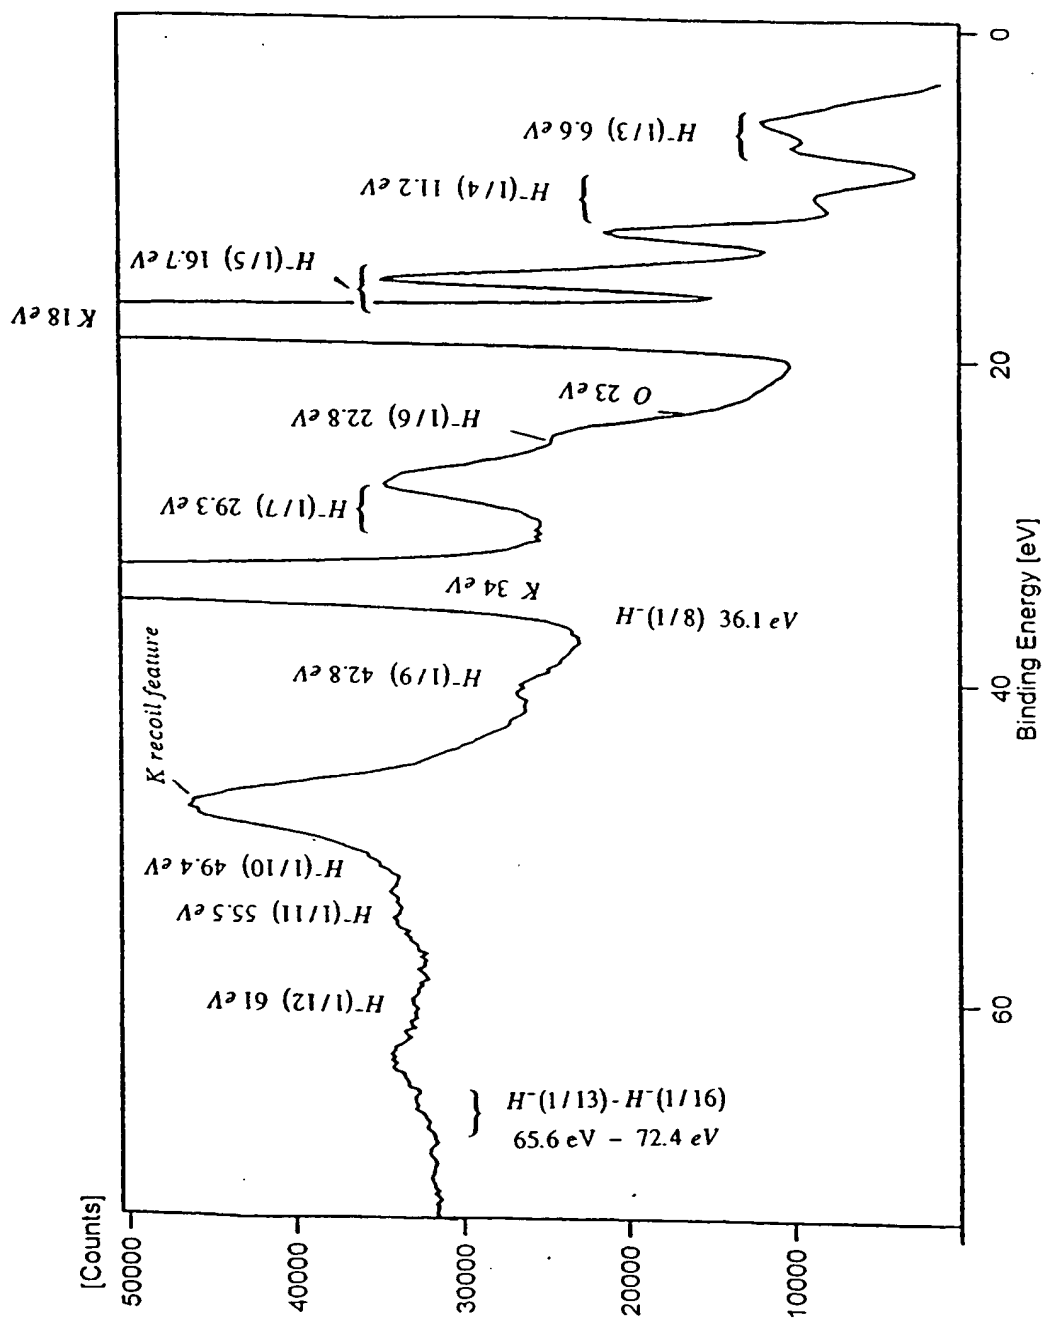 [Counts]
50000
40000
30000
20000
10000
0
20
40
60
Binding Energy [eV]
H⁻(1/3) 6.6 eV
H⁻(1/4) 11.2 eV
H⁻(1/5) 16.7 eV
K 18 eV
O 23 eV
H⁻(1/6) 22.8 eV
H⁻(1/7) 29.3 eV
K 34 eV
H⁻(1/8) 36.1 eV
H⁻(1/9) 42.8 eV
K recoil feature
H⁻(1/10) 49.4 eV
H⁻(1/11) 55.5 eV
H⁻(1/12) 61 eV
H⁻(1/13) - H⁻(1/16)
65.6 eV – 72.4 eV